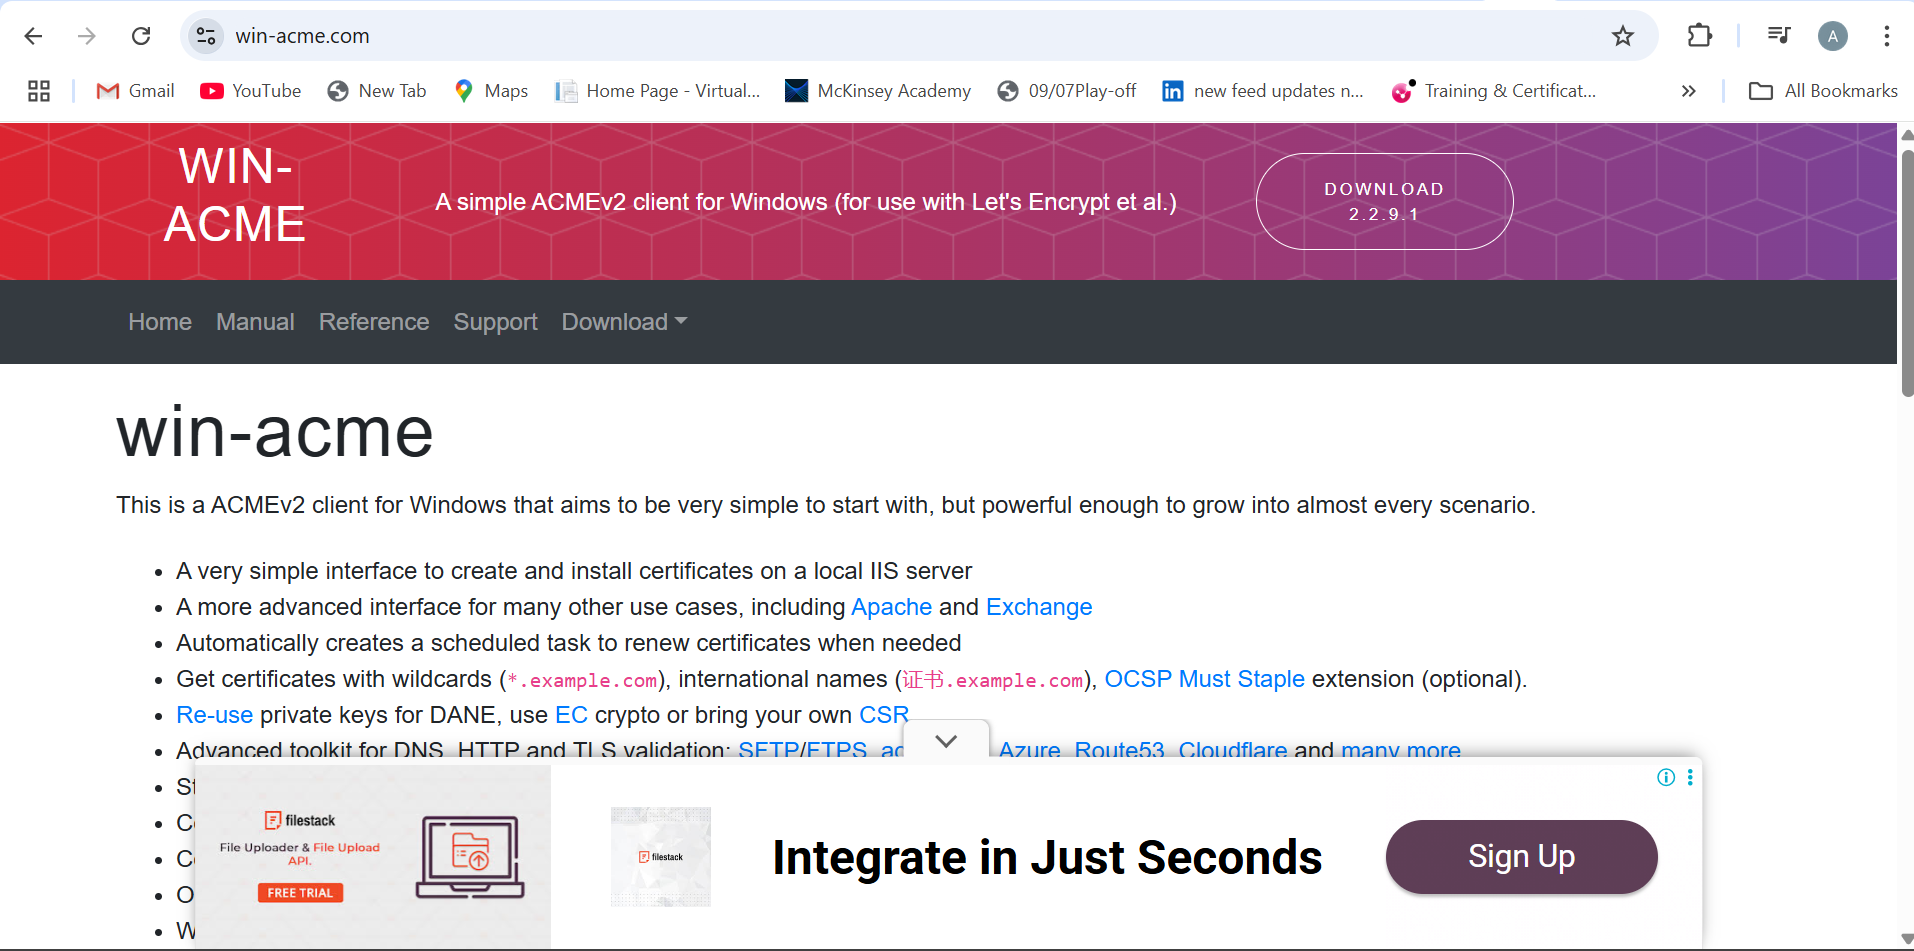 win-acme.com
A
Gmail
YouTube
New Tab
Maps
Home Page - Virtual...
McKinsey Academy
09/07Play-off
new feed updates n...
Training & Certificat...
All Bookmarks
WIN-
ACME
A simple ACMEv2 client for Windows (for use with Let's Encrypt et al.)
DOWNLOAD
2.2.9.1
Home Manual Reference Support Download
win-acme
This is a ACMEv2 client for Windows that aims to be very simple to start with, but powerful enough to grow into almost every scenario.
A very simple interface to create and install certificates on a local IIS server
A more advanced interface for many other use cases, including Apache and Exchange
Automatically creates a scheduled task to renew certificates when needed
Get certificates with wildcards (*.example.com), international names (证书.example.com), OCSP Must Staple extension (optional).
Re-use private keys for DANE, use EC crypto or bring your own CSR
Advanced toolkit for DNS, HTTP and TLS validation: SFTP/FTPS, Azure, Route53, Cloudflare and many more
filestack
File Uploader & File Upload
API.
FREE TRIAL
filestack
Integrate in Just Seconds
Sign Up